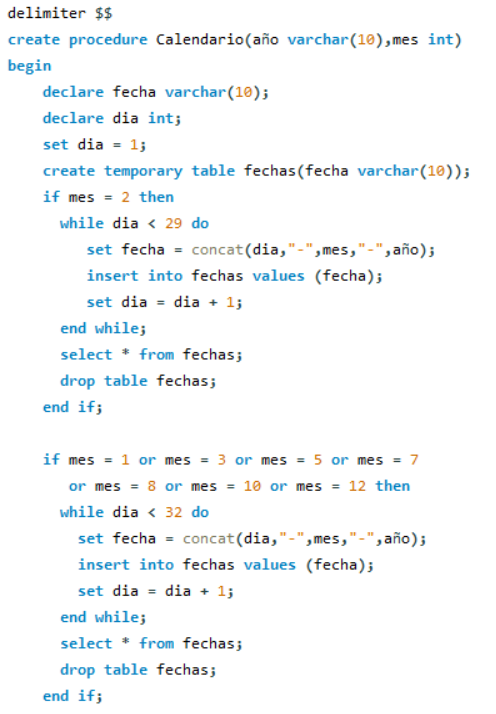 delimiter $$
create procedure Calendario(año varchar(10),mes int)
begin
declare fecha varchar(10);
declare dia int;
set dia = 1;
create temporary table fechas(fecha varchar(10));
if mes = 2 then
while dia < 29 do
set fecha = concat(dia,"-",mes,"-",año);
insert into fechas values (fecha);
set dia = dia + 1;
end while;
select * from fechas;
drop table fechas;
end if;
if mes = 1 or mes = 3 or mes = 5 or mes = 7
or mes = 8 or mes = 10 or mes = 12 then
while dia < 32 do
set fecha = concat(dia,"-",mes,"-",año);
insert into fechas values (fecha);
set dia = dia + 1;
end while;
select * from fechas;
drop table fechas;
end if;